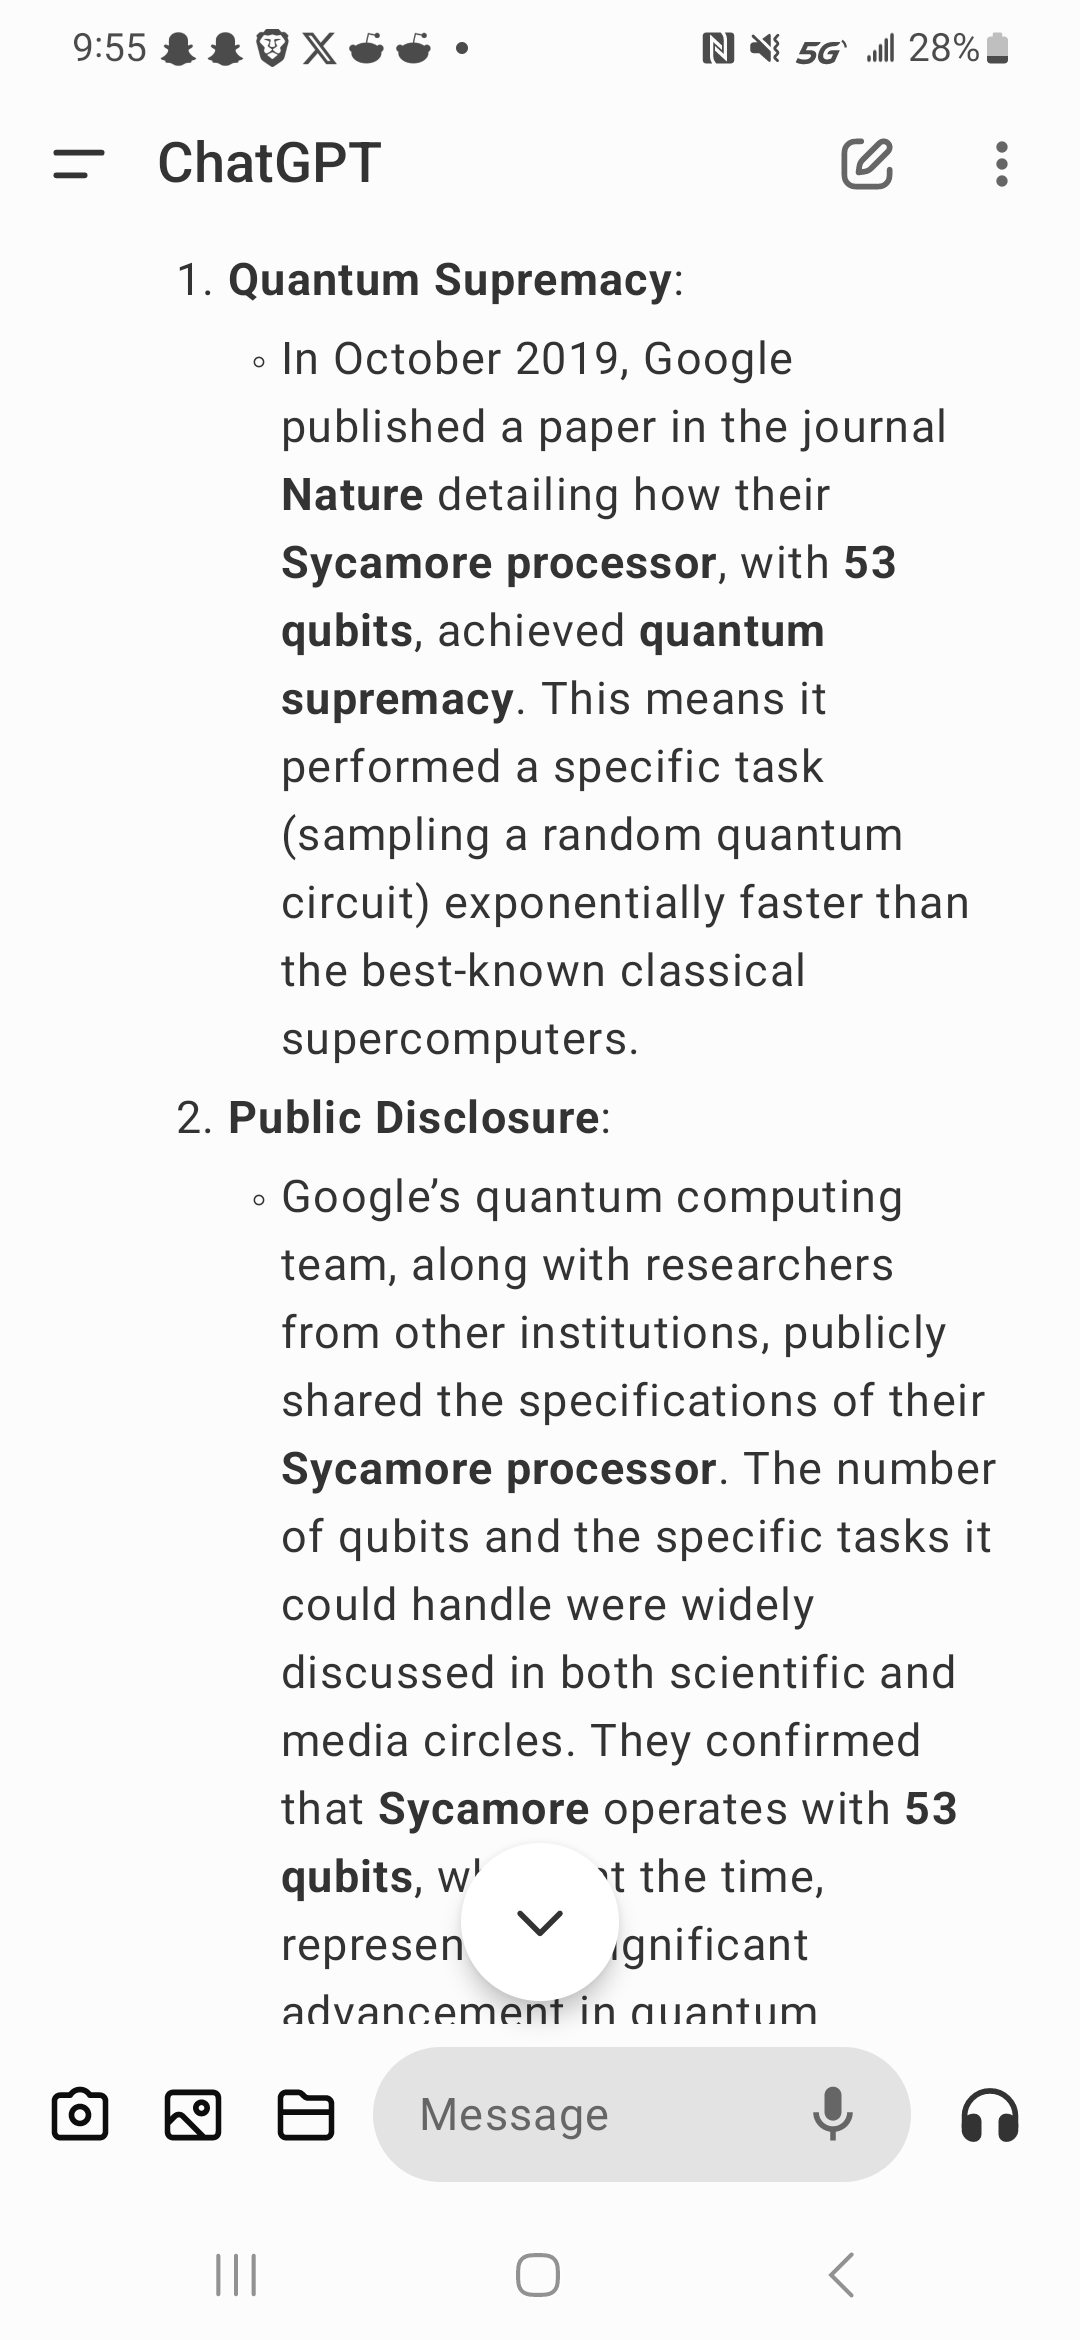 9:55 5G 28%
ChatGPT
1. Quantum Supremacy:
◦ In October 2019, Google
published a paper in the journal
Nature detailing how their
Sycamore processor, with 53
qubits, achieved quantum
supremacy. This means it
performed a specific task
(sampling a random quantum
circuit) exponentially faster than
the best-known classical
supercomputers.
2. Public Disclosure:
◦ Google’s quantum computing
team, along with researchers
from other institutions, publicly
shared the specifications of their
Sycamore processor. The number
of qubits and the specific tasks it
could handle were widely
discussed in both scientific and
media circles. They confirmed
that Sycamore operates with 53
qubits, the time,
advancement in quantum
Message